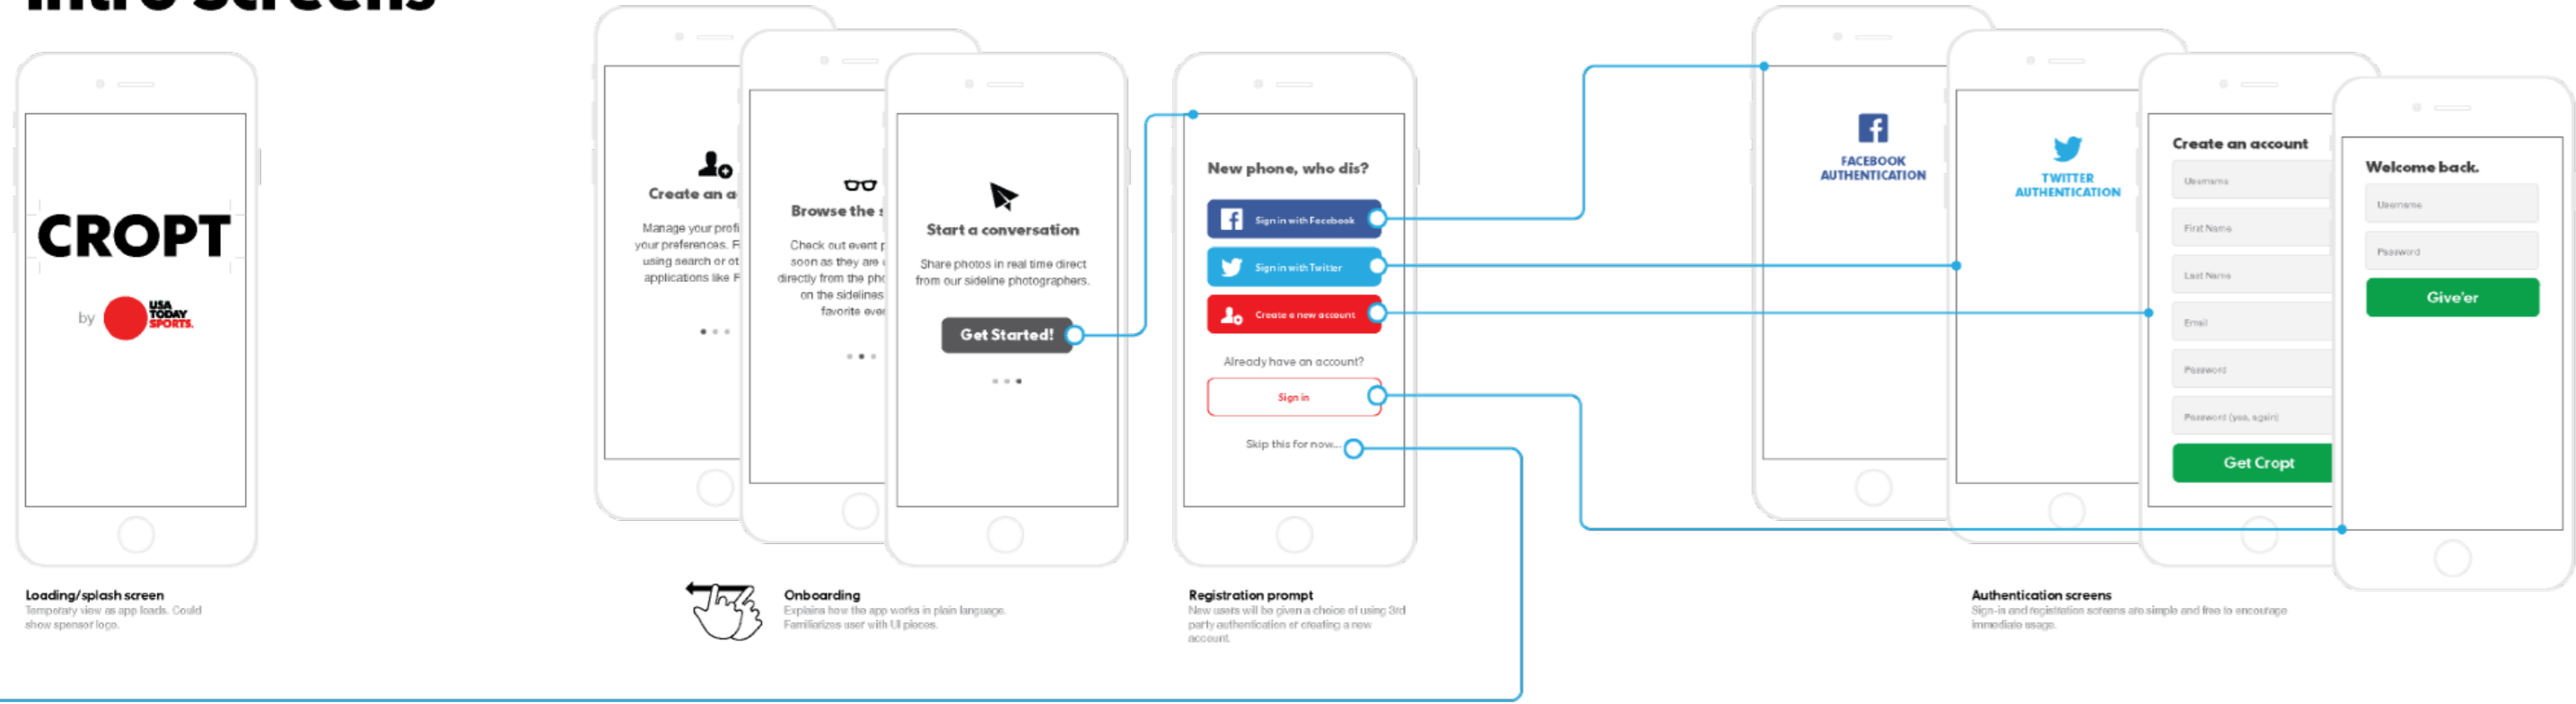 Intro Screens
CROPT
by
USA
TODAY
SPORTS.
Loading/splash screen
Temporary view as app loads. Could
show sponsor logo.
Create an a
Manage your profi
your preferences. F
using search or ot
applications like F
Browse the s
Check out event p
soon as they are
directly from the pho
on the sidelines
favorite ever
Start a conversation
Share photos in real time direct
from our sideline photographers.
Get Started!
Onboarding
Explains how the app works in plain language.
Familiarizes user with UI pieces.
New phone, who dis?
Sign in with Facebook
Sign in with Twitter
Create a new account
Already have an account?
Sign in
Skip this for now...
Registration prompt
New users will be given a choice of using 3rd
party authentication or creating a new
account.
FACEBOOK
AUTHENTICATION
TWITTER
AUTHENTICATION
Create an account
Username
First Name
Last Name
Email
Password
Password (yea, again)
Get Cropt
Welcome back.
Username
Password
Give'er
Authentication screens
Sign-in and registration screens are simple and free to encourage
immediate usage.